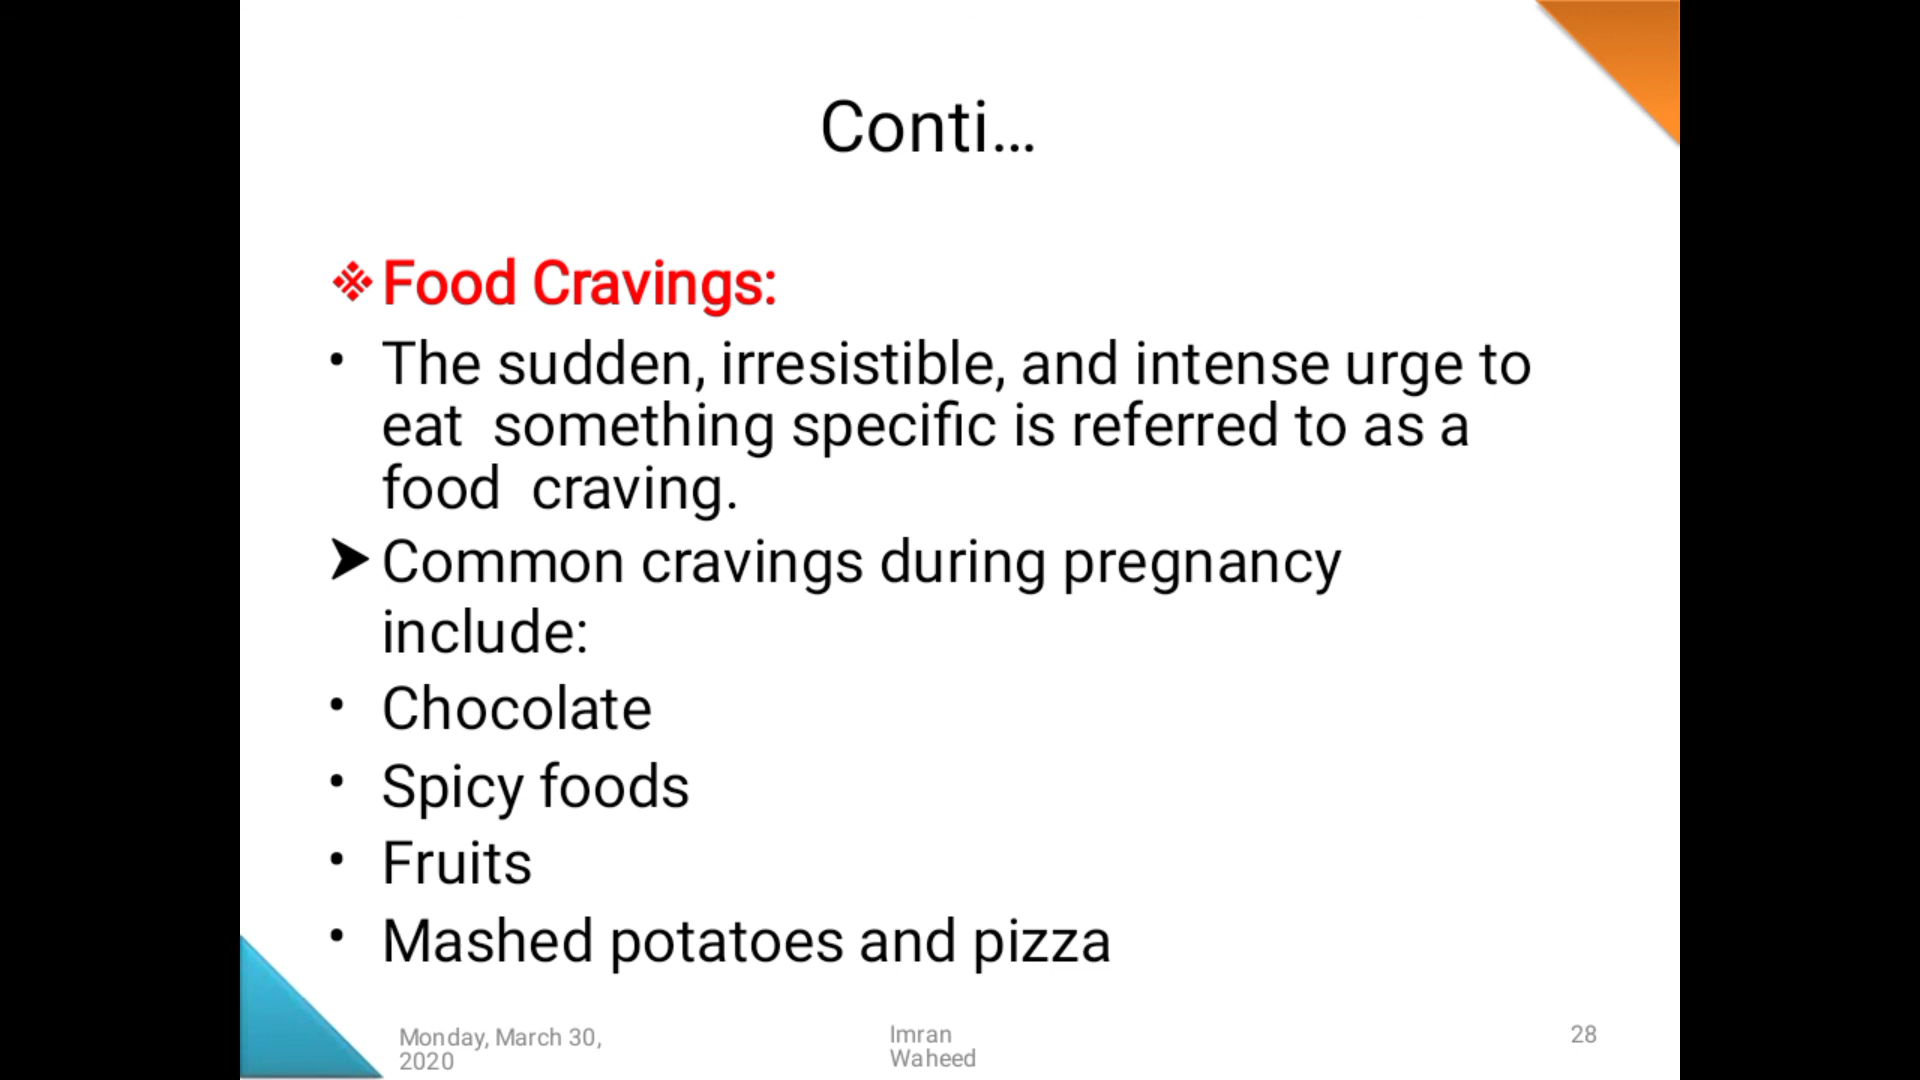 Conti...
❖Food Cravings:
• The sudden, irresistible, and intense urge to
eat something specific is referred to as a
food craving.
➤Common cravings during pregnancy
include:
• Chocolate
• Spicy foods
• Fruits
• Mashed potatoes and pizza
Monday, March 30,
2020
Imran
Waheed
28